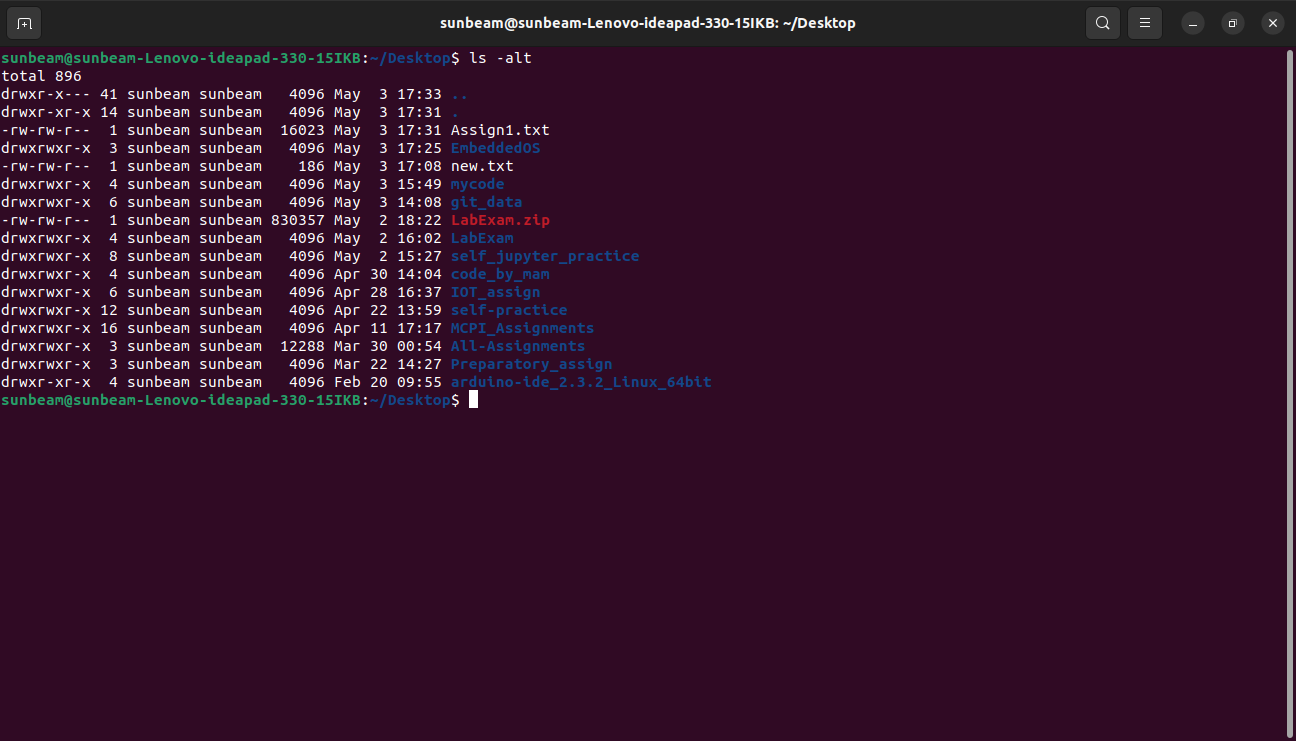 sunbeam@sunbeam-Lenovo-ideapad-330-15IKB: ~/Desktop
sunbeam@sunbeam-Lenovo-ideapad-330-15IKB:~/Desktop$ ls -alt
total 896
drwxr-x--- 41 sunbeam sunbeam   4096 May  3 17:33 ..
drwxr-xr-x 14 sunbeam sunbeam   4096 May  3 17:31 .
-rw-rw-r--  1 sunbeam sunbeam  16023 May  3 17:31 Assign1.txt
drwxrwxr-x  3 sunbeam sunbeam   4096 May  3 17:25 EmbeddedOS
-rw-rw-r--  1 sunbeam sunbeam    186 May  3 17:08 new.txt
drwxrwxr-x  4 sunbeam sunbeam   4096 May  3 15:49 mycode
drwxrwxr-x  6 sunbeam sunbeam   4096 May  3 14:08 git_data
-rw-rw-r--  1 sunbeam sunbeam 830357 May  2 18:22 LabExam.zip
drwxrwxr-x  4 sunbeam sunbeam   4096 May  2 16:02 LabExam
drwxrwxr-x  8 sunbeam sunbeam   4096 May  2 15:27 self_jupyter_practice
drwxrwxr-x  4 sunbeam sunbeam   4096 Apr 30 14:04 code_by_mam
drwxrwxr-x  6 sunbeam sunbeam   4096 Apr 28 16:37 IOT_assign
drwxrwxr-x 12 sunbeam sunbeam   4096 Apr 22 13:59 self-practice
drwxrwxr-x 16 sunbeam sunbeam   4096 Apr 11 17:17 MCPI_Assignments
drwxrwxr-x  3 sunbeam sunbeam  12288 Mar 30 00:54 All-Assignments
drwxrwxr-x  3 sunbeam sunbeam   4096 Mar 22 14:27 Preparatory_assign
drwxr-xr-x  4 sunbeam sunbeam   4096 Feb 20 09:55 arduino-ide_2.3.2_Linux_64bit
sunbeam@sunbeam-Lenovo-ideapad-330-15IKB:~/Desktop$